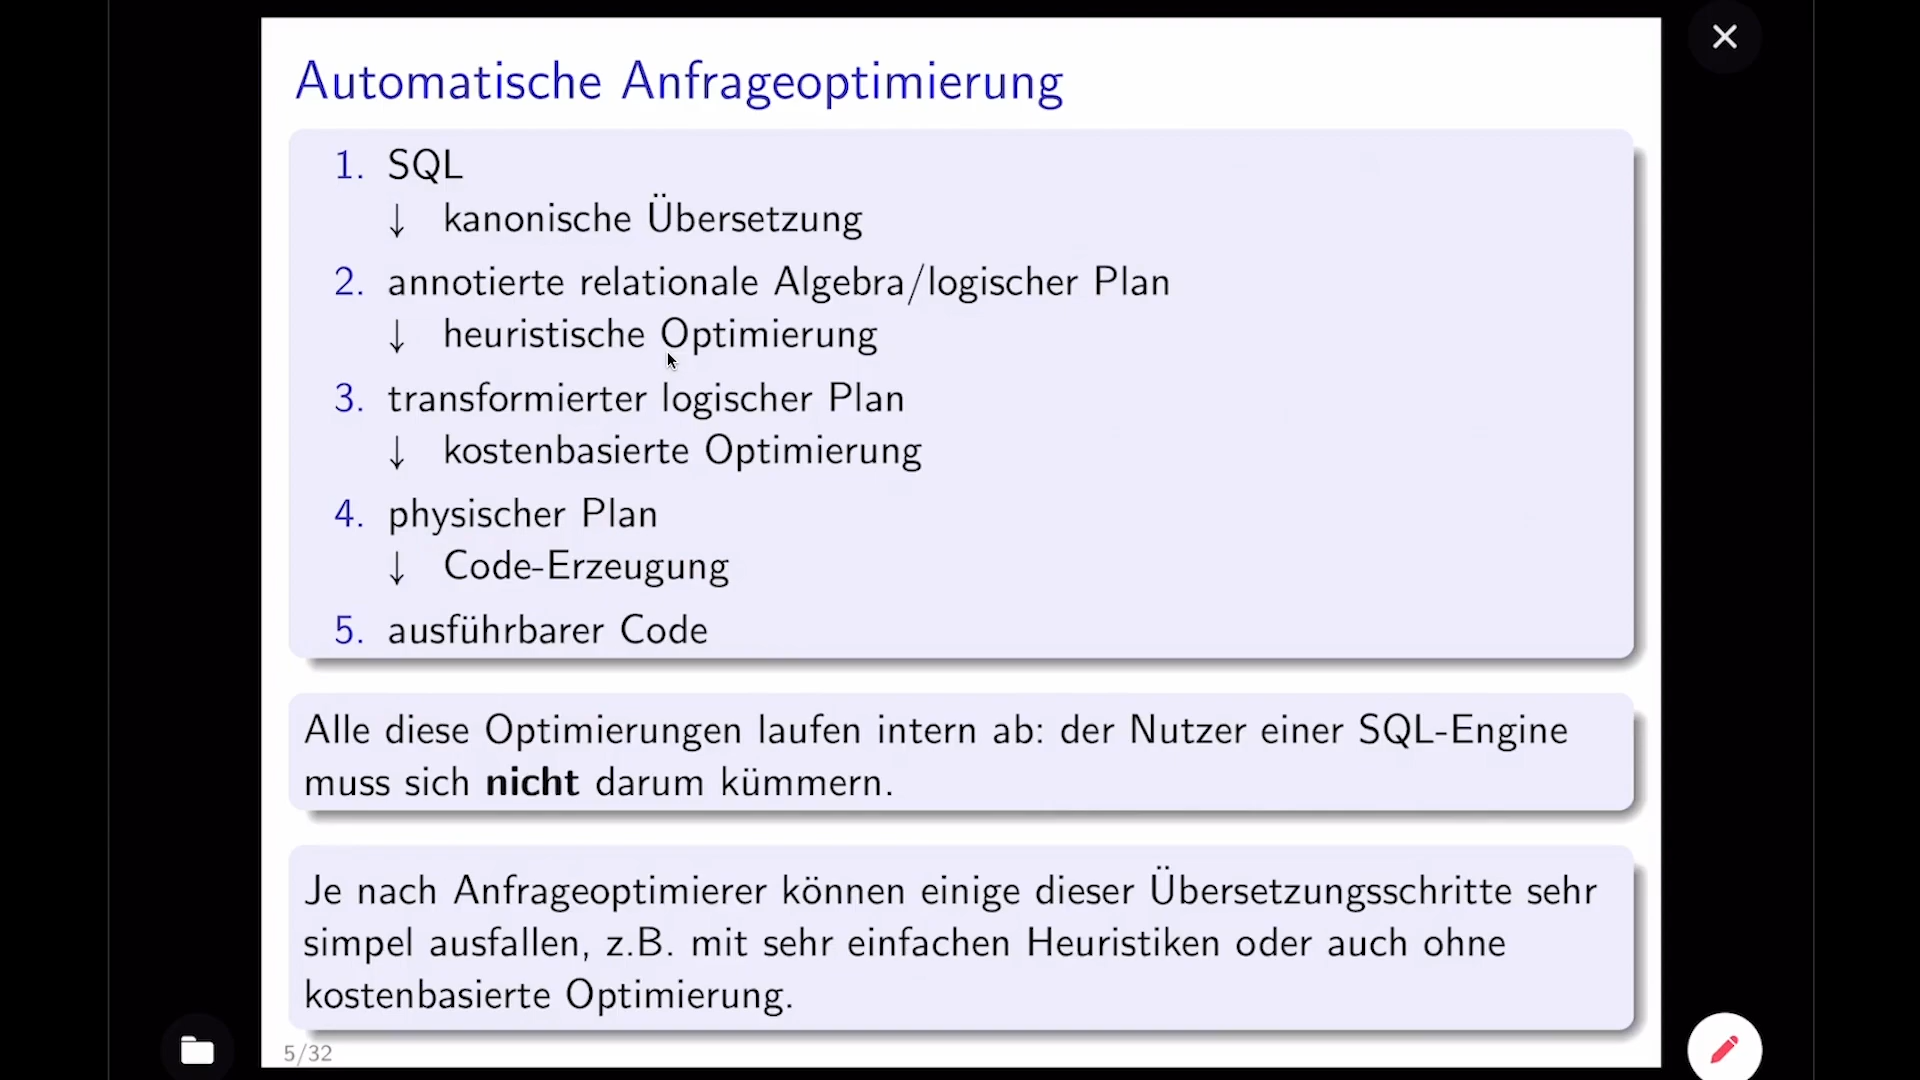 Automatische Anfrageoptimierung
1. SQL
↓ kanonische Übersetzung
2. annotierte relationale Algebra/logischer Plan
↓ heuristische Optimierung
3. transformierter logischer Plan
↓ kostenbasierte Optimierung
4. physischer Plan
↓ Code-Erzeugung
5. ausführbarer Code
Alle diese Optimierungen laufen intern ab: der Nutzer einer SQL-Engine
muss sich nicht darum kümmern.
Je nach Anfrageoptimierer können einige dieser Übersetzungsschritte sehr
simpel ausfallen, z.B. mit sehr einfachen Heuristiken oder auch ohne
kostenbasierte Optimierung.
5/32